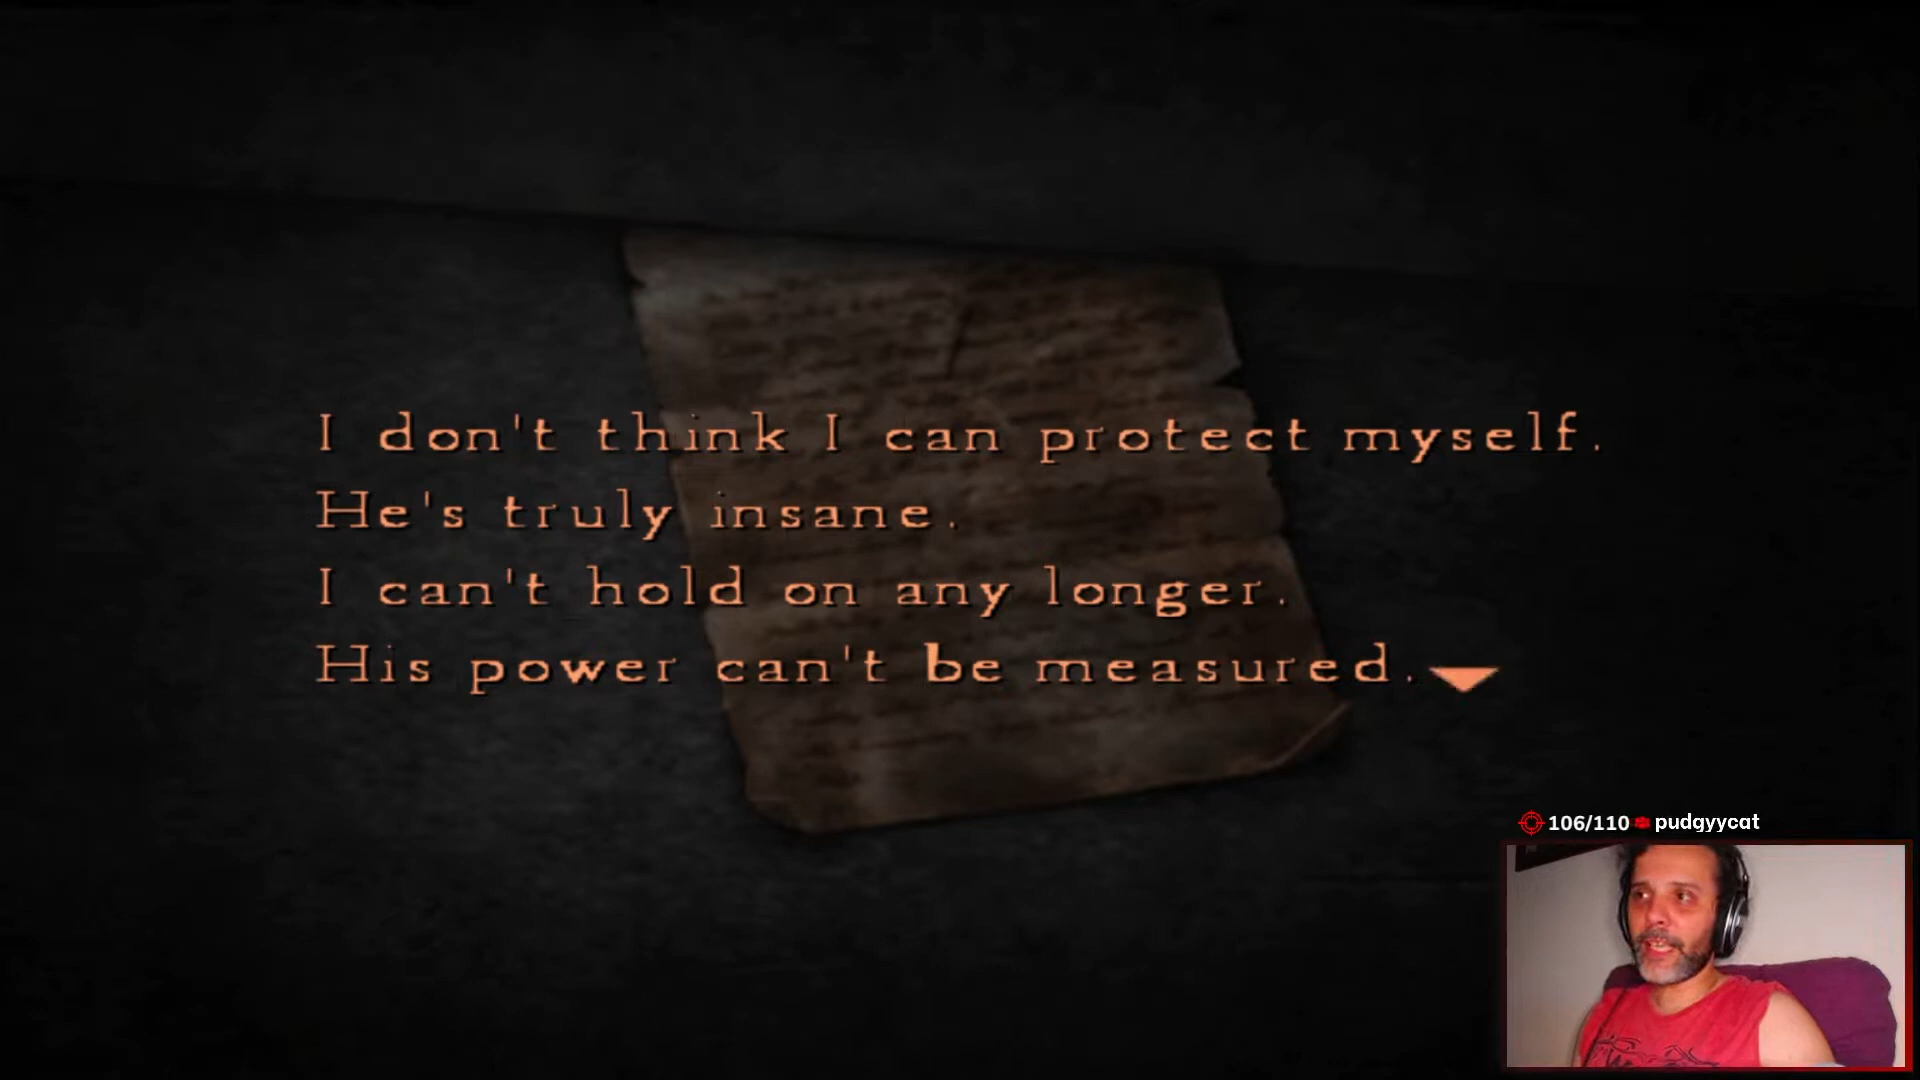 I don't think I can protect myself.
He's truly insane.
I can't hold on any longer.
His power can't be measured.
106/110 pudgyycat